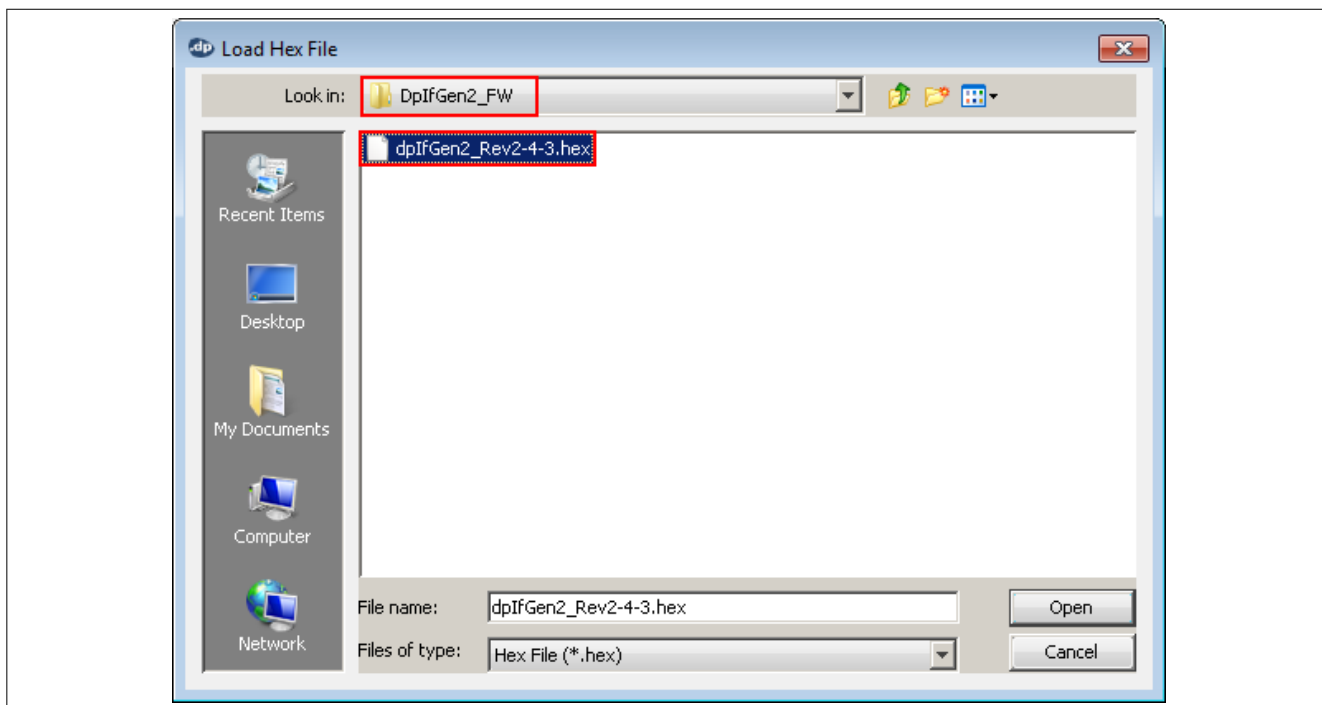 dp Load Hex File
Look in: DpIfGen2_FW
dpIfGen2_Rev2-4-3.hex
Recent Items
Desktop
My Documents
Computer
Network
File name: dpIfGen2_Rev2-4-3.hex Open
Files of type: Hex File (*.hex) Cancel